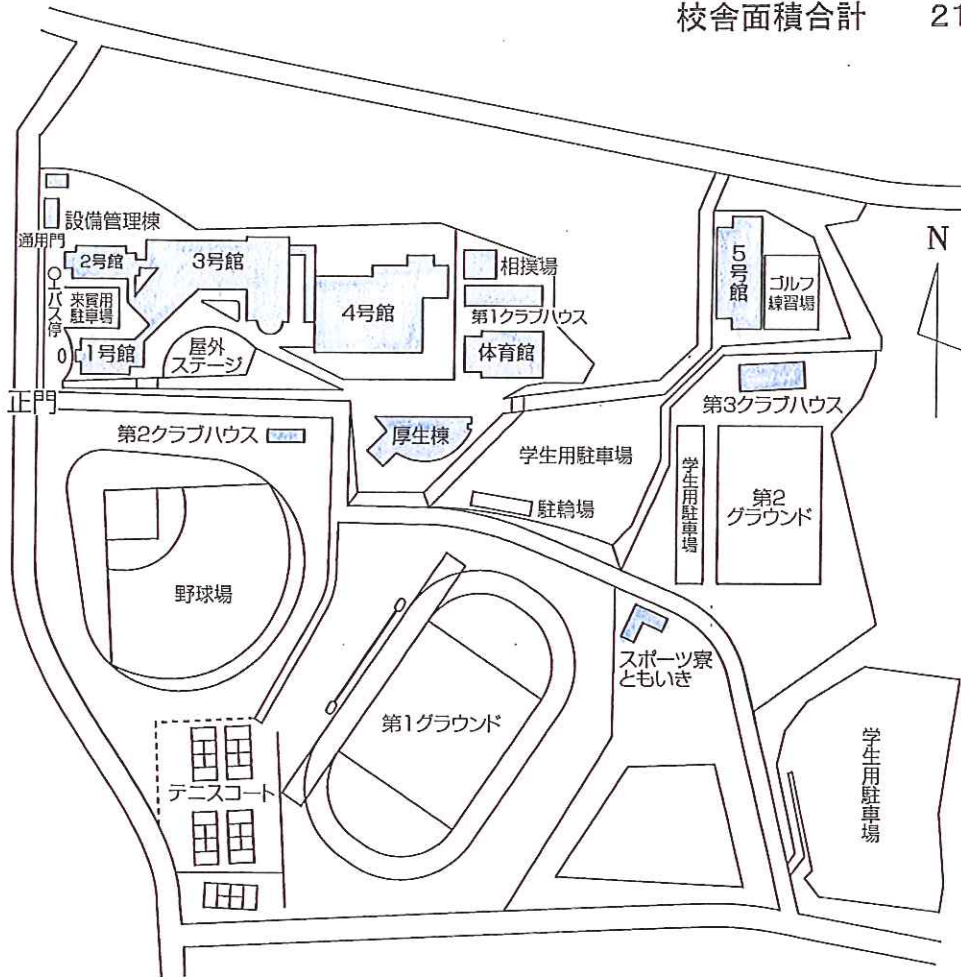 校舎面積合計 21
設備管理棟
通用門
2号館
3号館
バス停
来賓用
駐車場
4号館
相撲場
第1クラブハウス
体育館
5号館
ゴルフ
練習場
N
1号館
屋外
ステージ
正門
第2クラブハウス
厚生棟
学生用駐車場
第3クラブハウス
駐輪場
学生用駐車場
第2
グラウンド
野球場
スポーツ寮
ともいき
第1グラウンド
テニスコート
学生用駐車場